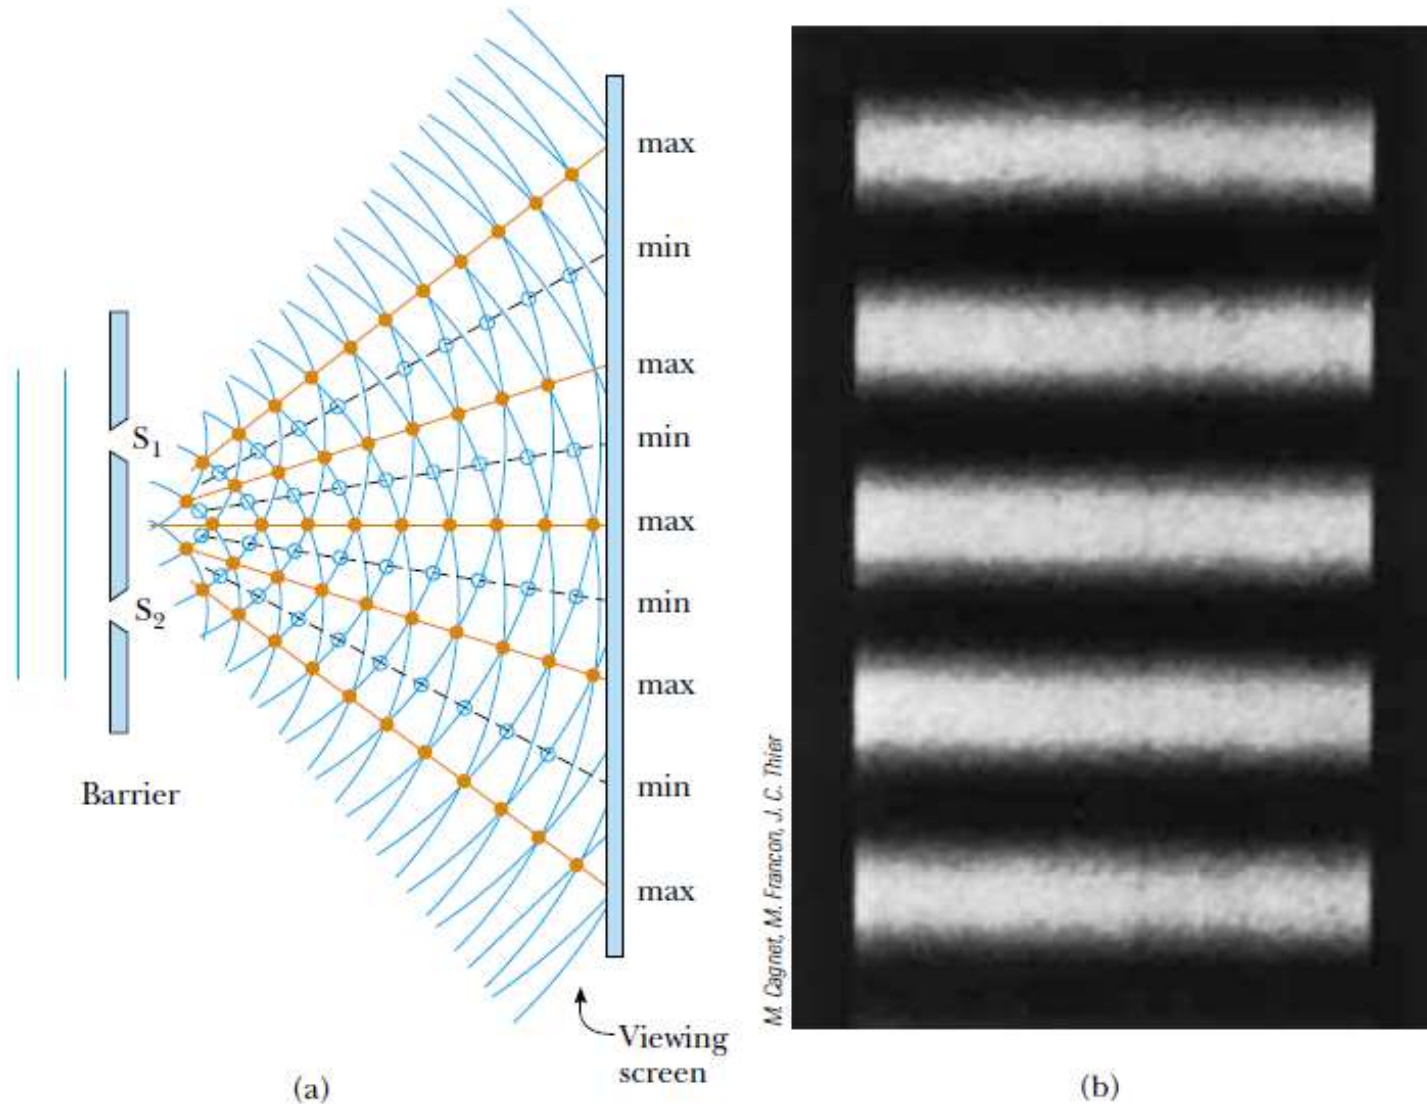 max
min
max
min
max
min
max
min
max
S1
S2
Barrier
Viewing
screen
(a)
M. Cagnet, M. Francon, J. C. Thier
(b)